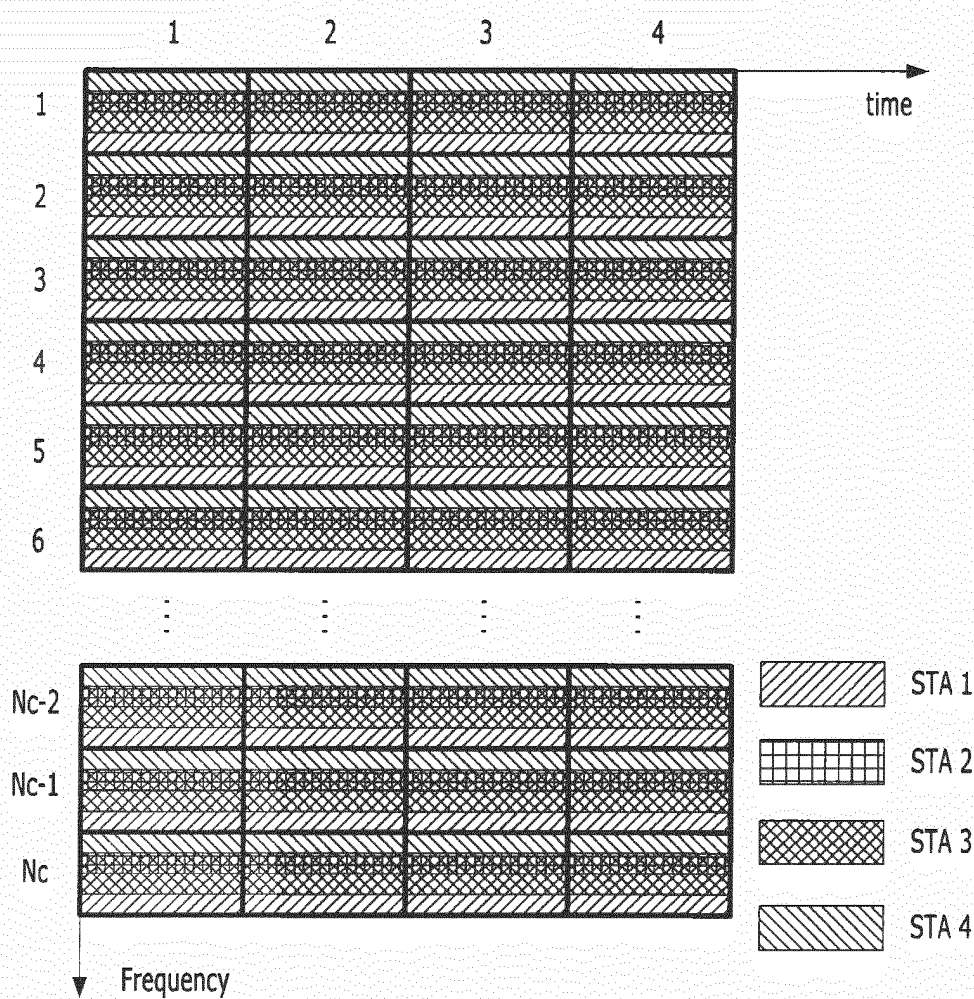 1 2 3 4
time
1
2
3
4
5
6
Nc-2
Nc-1
Nc
STA 1
STA 2
STA 3
STA 4
Frequency